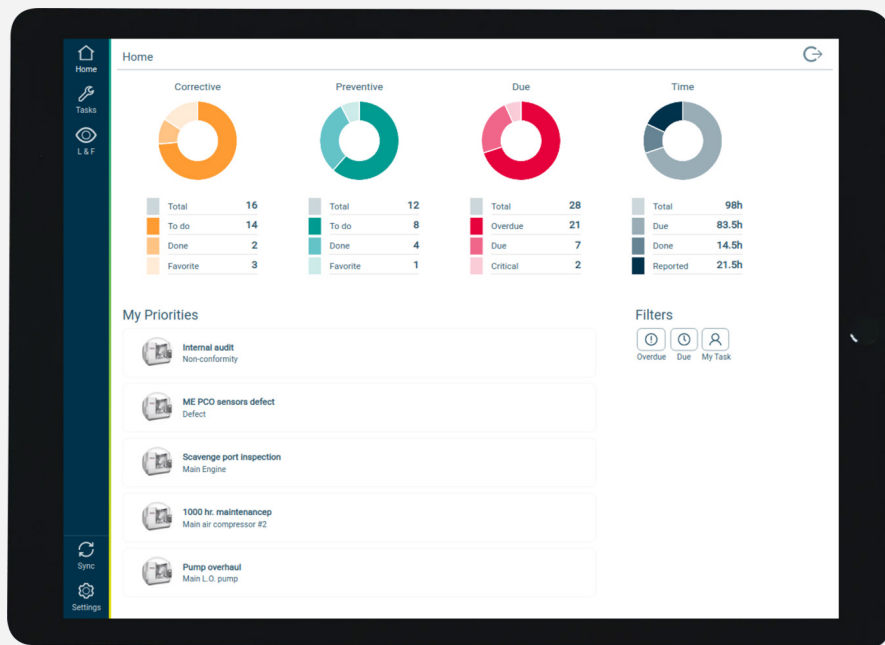 Home
Tasks
L & F
Sync
Settings
Home
Corrective
Total 16
To do 14
Done 2
Favorite 3
Preventive
Total 12
To do 8
Done 4
Favorite 1
Due
Total 28
Overdue 21
Due 7
Critical 2
Time
Total 98h
Due 83.5h
Done 14.5h
Reported 21.5h
My Priorities
Internal audit
Non-conformity
ME PCO sensors defect
Defect
Scavenge port inspection
Main Engine
1000 hr. maintenancep
Main air compressor #2
Pump overhaul
Main L.O. pump
Filters
Overdue Due My Task